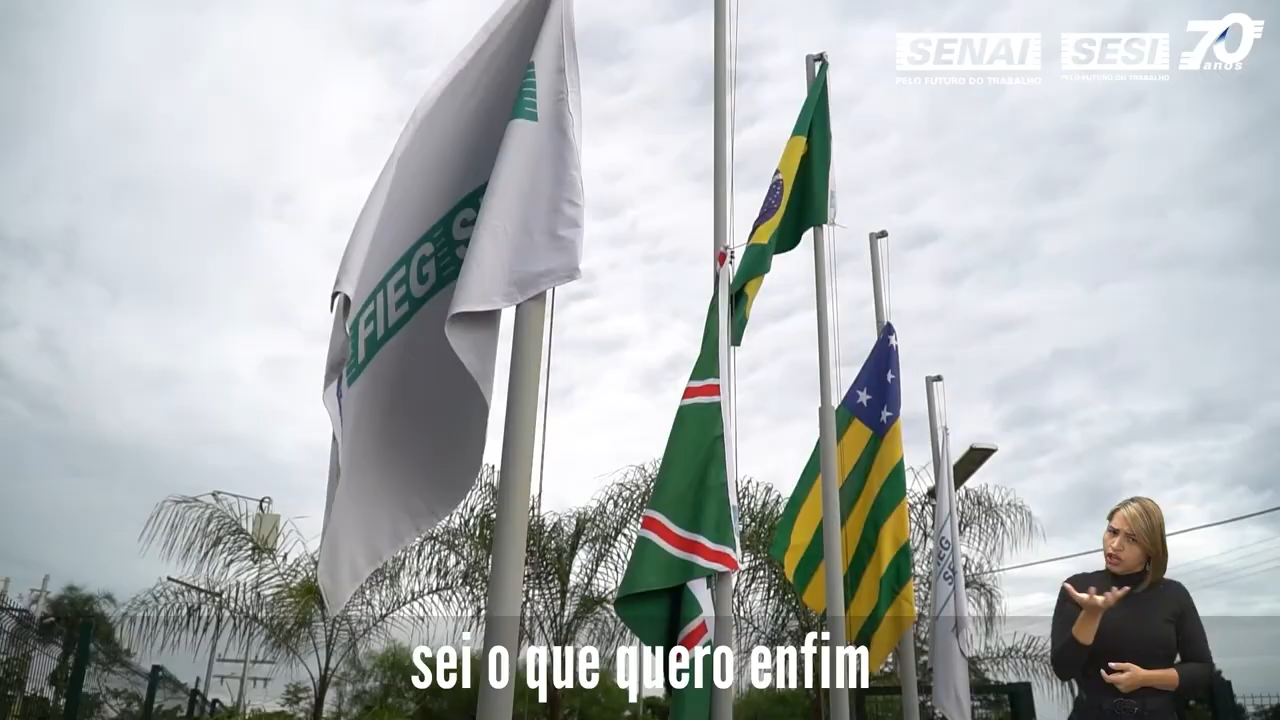 SENAI SESI 70
PELO FUTURO DO TRABALHO PELO FUTURO DO TRABALHO anos
FIEG S
sei o que quero enfim